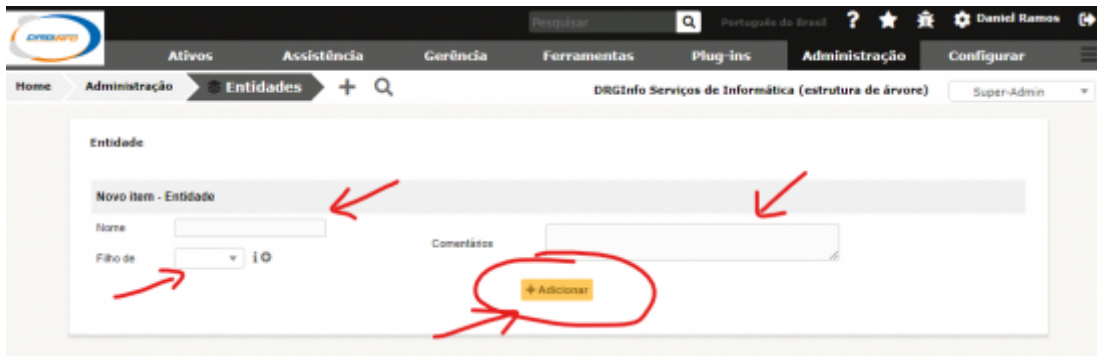 DRGINFO
Pesquisar Português do Brasil ? Daniel Ramos
Ativos Assistência Gerência Ferramentas Plug-ins Administração Configurar
Home Administração Entidades + DRGInfo Serviços de Informática (estrutura de árvore) Super-Admin
Entidade
Novo item - Entidade
Nome
Comentários
Filho de i
+ Adicionar